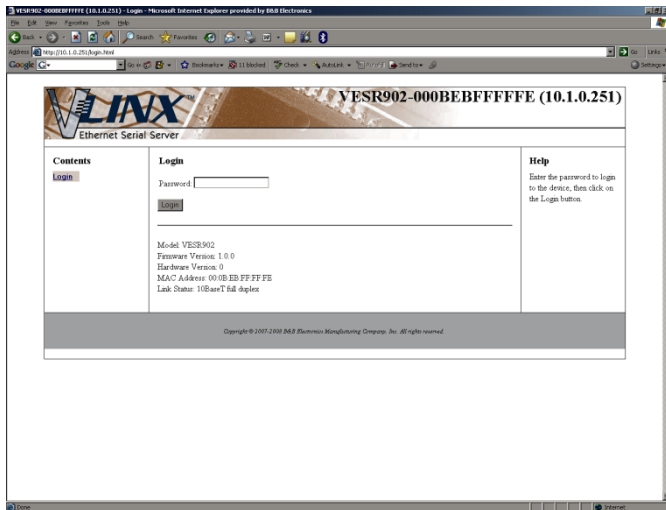 VESR902-000BEBFFFFFE (10.1.0.251) - Login - Microsoft Internet Explorer provided by B&B Electronics
File Edit View Favorites Tools Help
Back Search Favorites
Address http://10.1.0.251/login.html Go Links
Google Go Bookmarks 11 blocked Check AutoLink Send to Settings
VLINX TM
Ethernet Serial Server
VESR902-000BEBFFFFFE (10.1.0.251)
Contents
Login
Login
Password:
Login
Model: VESR902
Firmware Version: 1.0.0
Hardware Version: 0
MAC Address: 00:0B:EB:FF:FF:FE
Link Status: 10BaseT full duplex
Help
Enter the password to login
to the device, then click on
the Login button.
Copyright © 2007-2008 B&B Electronics Manufacturing Company, Inc. All rights reserved.
Done Internet